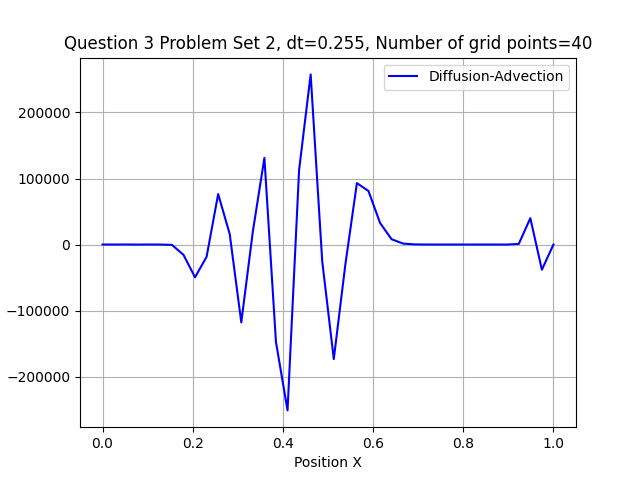 Question 3 Problem Set 2, dt=0.255, Number of grid points=40
Diffusion-Advection
200000
100000
0
−100000
−200000
0.0 0.2 0.4 0.6 0.8 1.0
Position X